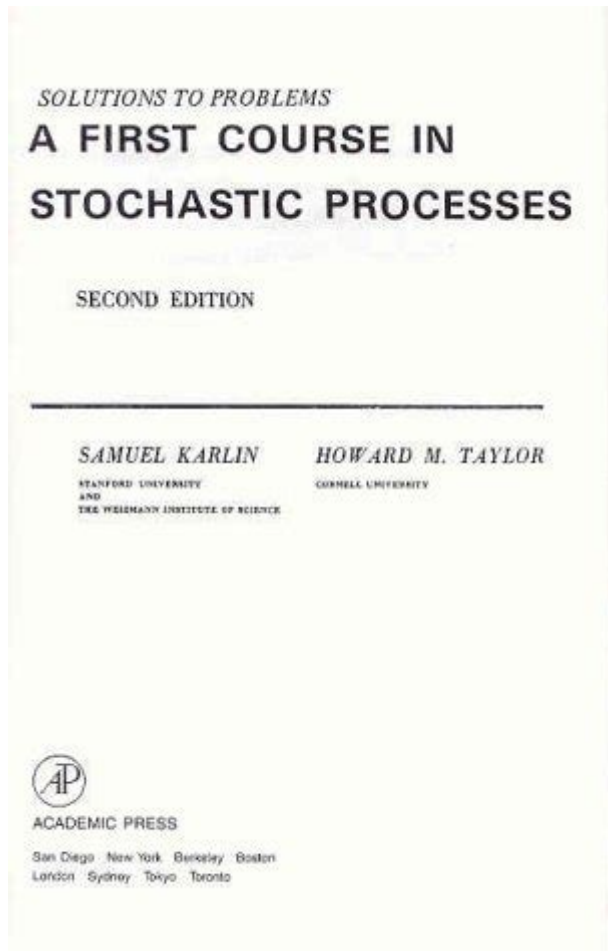 SOLUTIONS TO PROBLEMS
A FIRST COURSE IN
STOCHASTIC PROCESSES
SECOND EDITION
SAMUEL KARLIN
STANFORD UNIVERSITY
AND
THE WEIZMANN INSTITUTE OF SCIENCE
HOWARD M. TAYLOR
CORNELL UNIVERSITY
AP
ACADEMIC PRESS
San Diego New York Berkeley Boston
London Sydney Tokyo Toronto